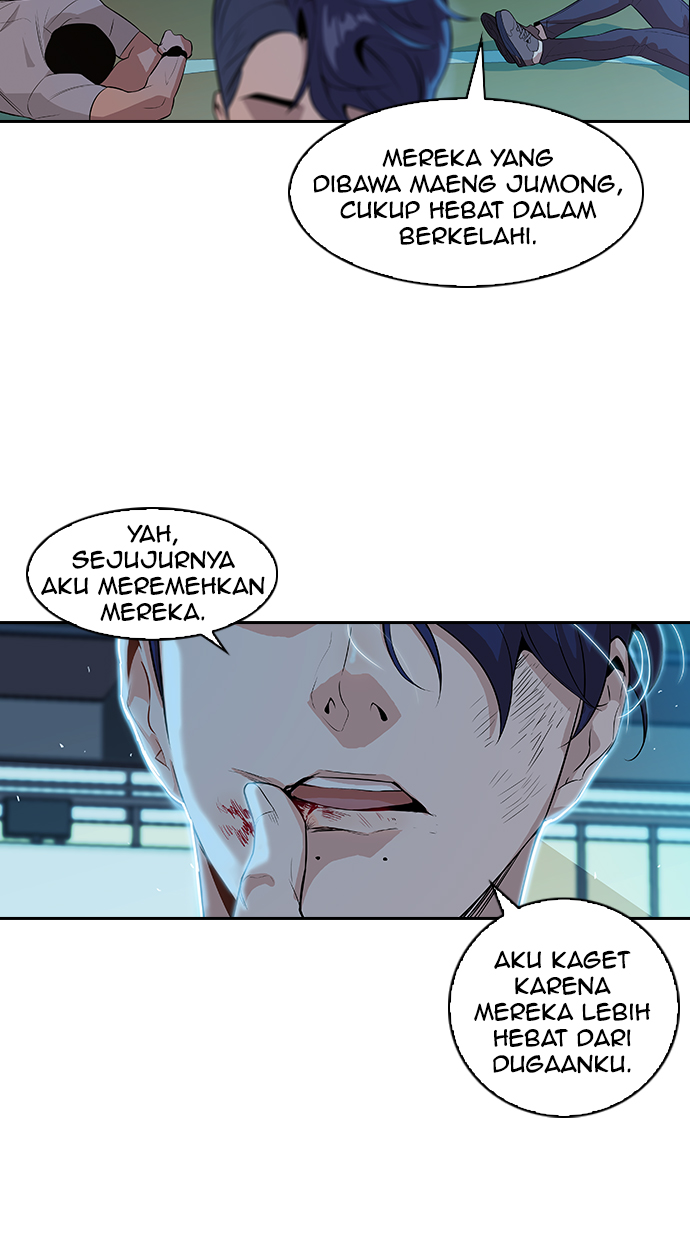 MEREKA YANG
DIBAWA MAENG JUMONG,
CUKUP HEBAT DALAM
BERKELAHI.
YAH,
SEJUJURNYA
AKU MEREMEHKAN
MEREKA.
AKU KAGET
KARENA
MEREKA LEBIH
HEBAT DARI
DUGAANKU.